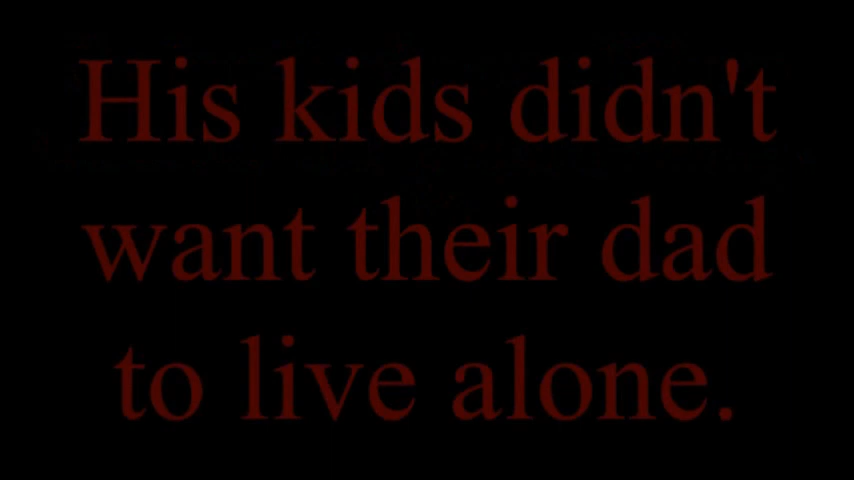 His kids didn't
want their dad
to live alone.